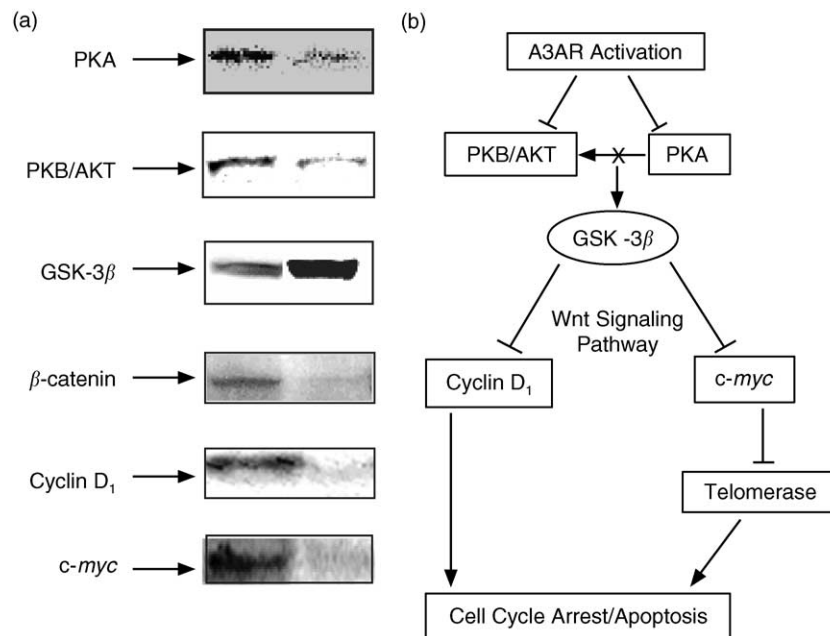 (a)
PKA
PKB/AKT
GSK-3β
β-catenin
Cyclin D₁
c-myc
(b)
A3AR Activation
PKB/AKT
X
PKA
GSK -3β
Wnt Signaling
Pathway
Cyclin D₁
c-myc
Telomerase
Cell Cycle Arrest/Apoptosis